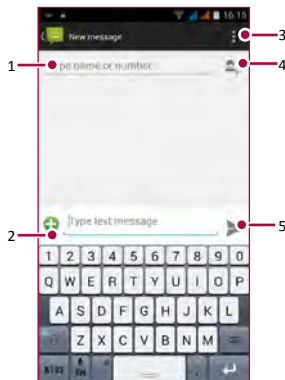 16:15
New message
3
1
pe name or number
4
Type text message
5
2
1 2 3 4 5 6 7 8 9 0
Q W E R T Y U I O P
A S D F G H J K L
Z X C V B N M
EN